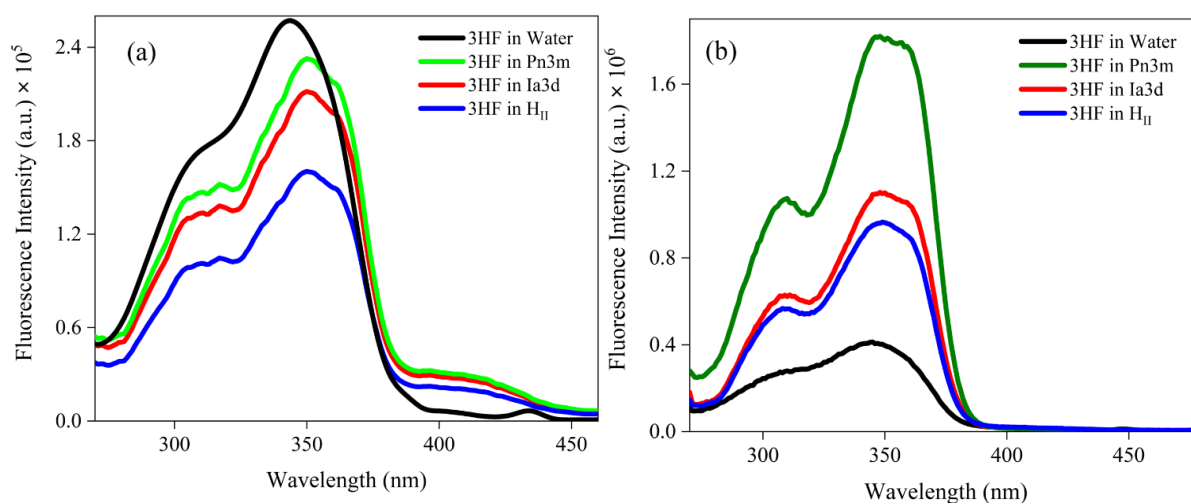 (a)
3HF in Water
3HF in Pn3m
3HF in Ia3d
3HF in H_II
Fluorescence Intensity (a.u.) × 10^5
2.4
1.8
1.2
0.6
0.0
300 350 400 450
Wavelength (nm)
(b)
3HF in Water
3HF in Pn3m
3HF in Ia3d
3HF in H_II
Fluorescence Intensity (a.u.) × 10^6
1.6
1.2
0.8
0.4
0.0
300 350 400 450
Wavelength (nm)